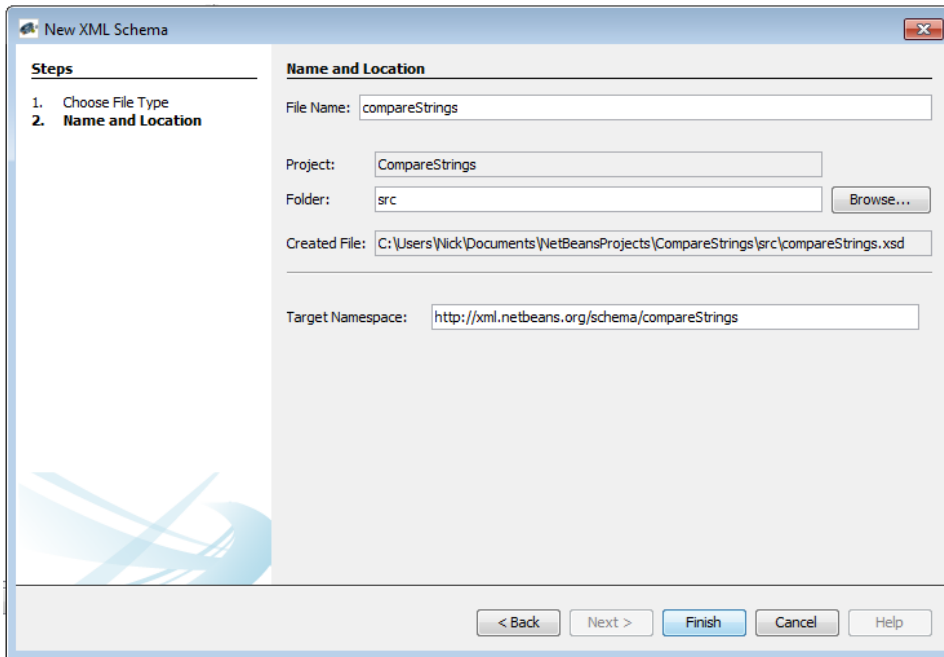 New XML Schema
Steps
1. Choose File Type
2. Name and Location
Name and Location
File Name: compareStrings
Project: CompareStrings
Folder: src Browse...
Created File: C:\Users\Nick\Documents\NetBeansProjects\CompareStrings\src\compareStrings.xsd
Target Namespace: http://xml.netbeans.org/schema/compareStrings
< Back Next > Finish Cancel Help